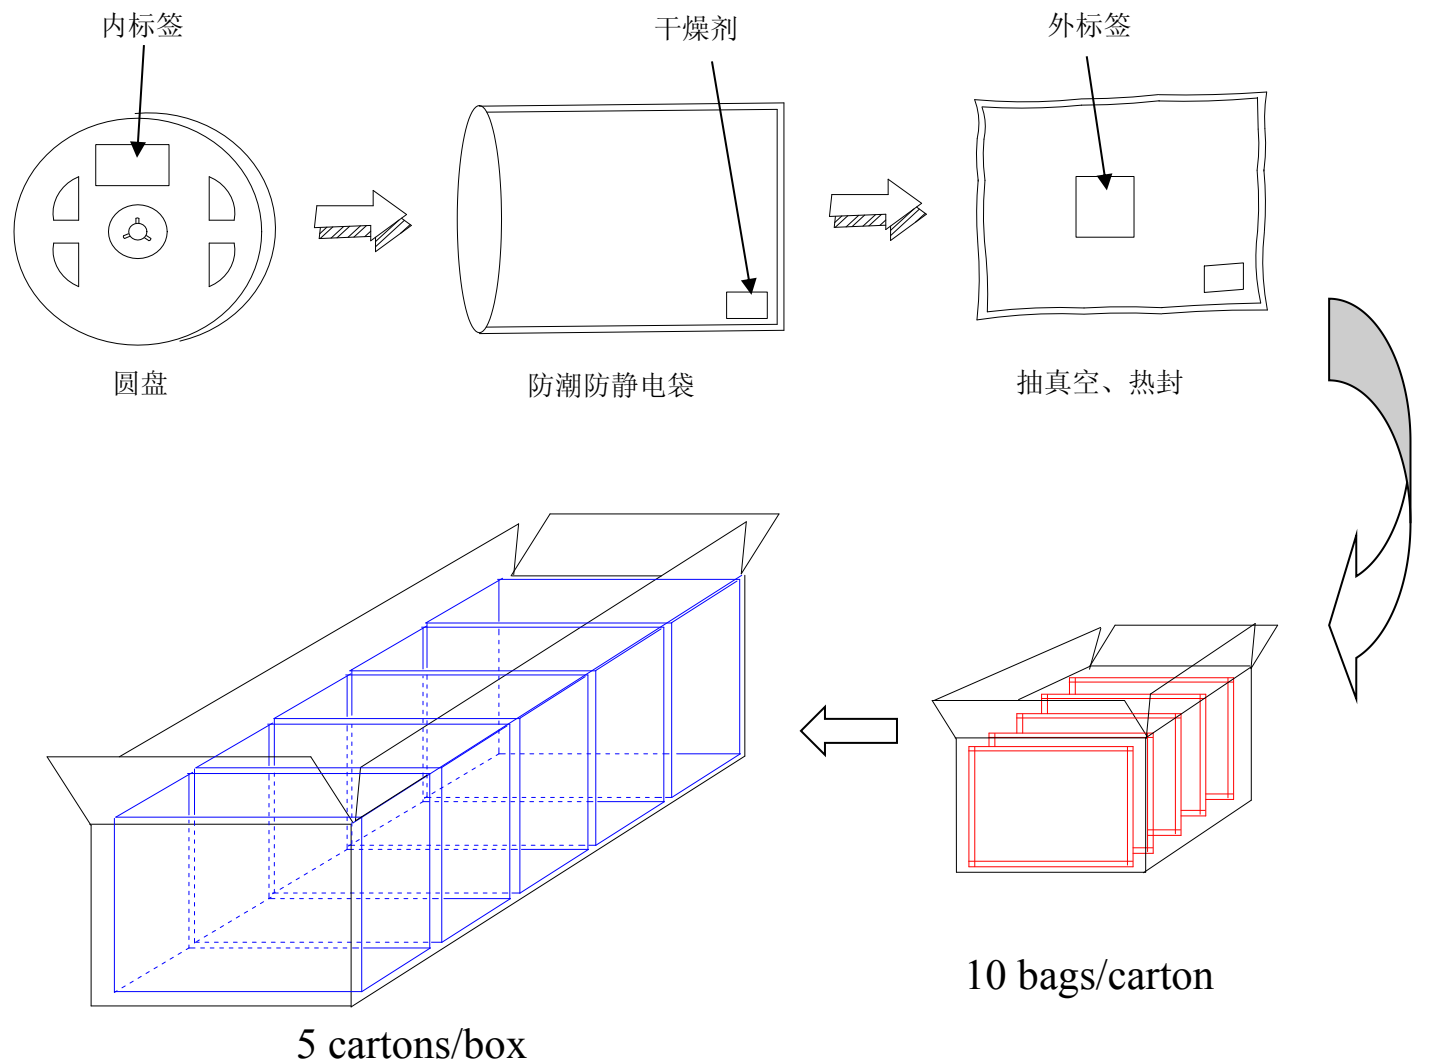 内标签
干燥剂
外标签
圆盘
防潮防静电袋
抽真空、热封
10 bags/carton
5 cartons/box